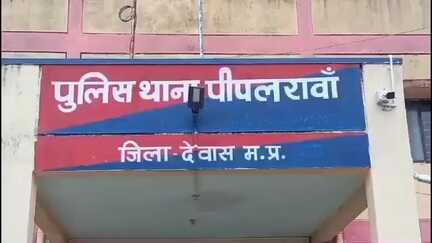 पुलिस थाना पीपलरावाँ
जिला - देवास म.प्र.